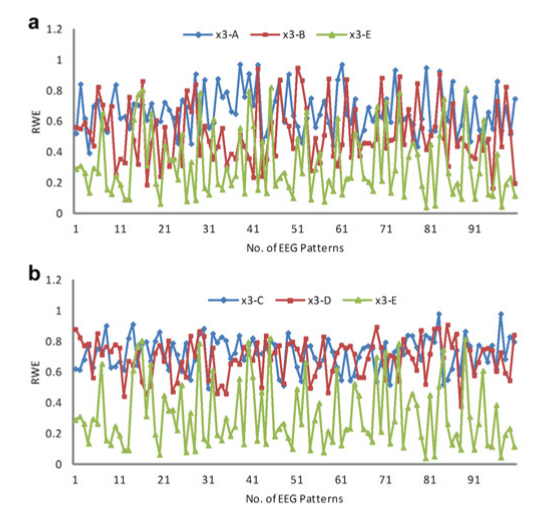 a
1.2
x3-A x3-B x3-E
1
0.8
0.6
0.4
0.2
0
RWE
1 11 21 31 41 51 61 71 81 91
No. of EEG Patterns
b
1.2
x3-C x3-D x3-E
1
0.8
0.6
0.4
0.2
0
RWE
1 11 21 31 41 51 61 71 81 91
No. of EEG Patterns